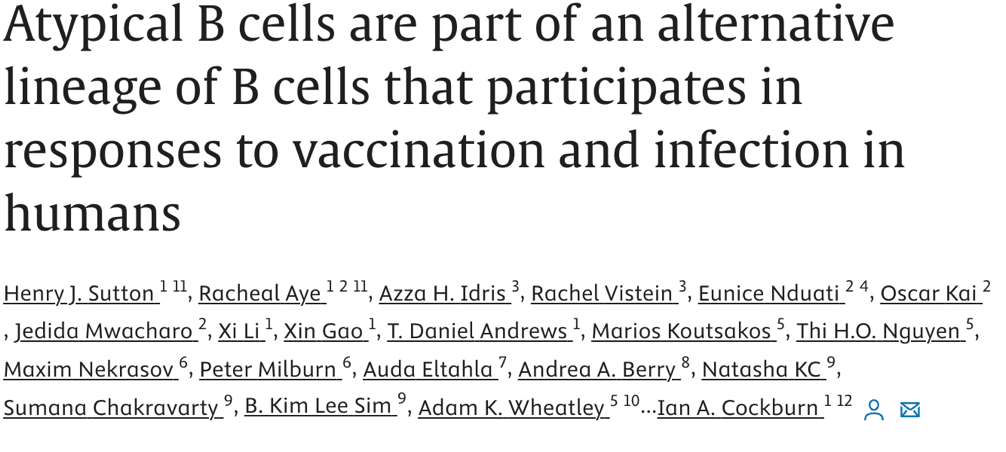 Atypical B cells are part of an alternative
lineage of B cells that participates in
responses to vaccination and infection in
humans
Henry J. Sutton 1 11, Racheal Aye 1 2 11, Azza H. Idris 3, Rachel Vistein 3, Eunice Nduati 2 4, Oscar Kai 2
, Jedida Mwacharo 2, Xi Li 1, Xin Gao 1, T. Daniel Andrews 1, Marios Koutsakos 5, Thi H.O. Nguyen 5,
Maxim Nekrasov 6, Peter Milburn 6, Auda Eltahla 7, Andrea A. Berry 8, Natasha KC 9,
Sumana Chakravarty 9, B. Kim Lee Sim 9, Adam K. Wheatley 5 10...Ian A. Cockburn 1 12